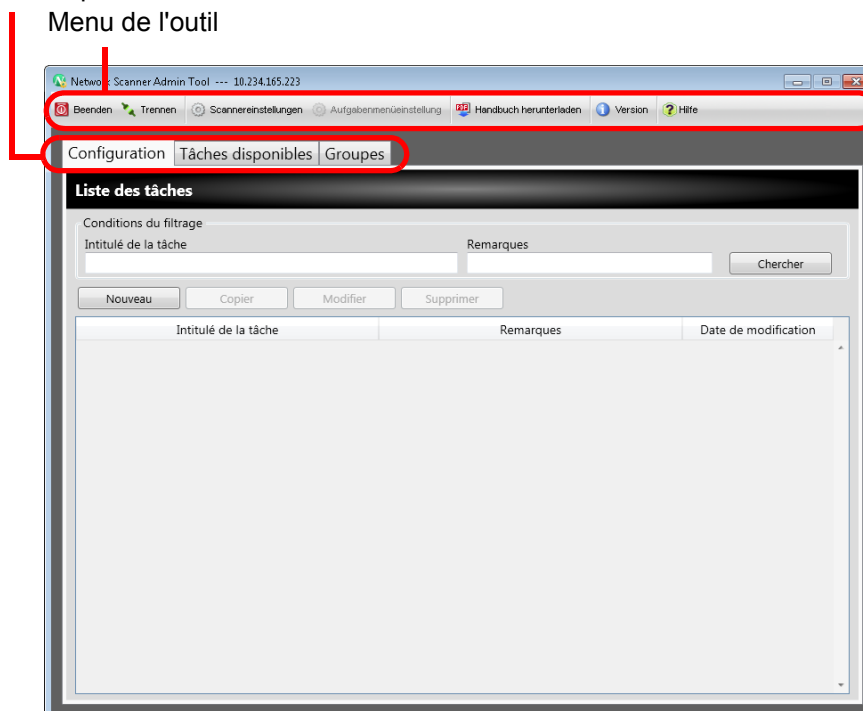 Menu de l'outil
Network Scanner Admin Tool --- 10.234.165.223
Beenden Trennen Scannereinstellungen Aufgabenmenüeinstellung Handbuch herunterladen Version Hilfe
Configuration Tâches disponibles Groupes
Liste des tâches
Conditions du filtrage
Intitulé de la tâche Remarques
Chercher
Nouveau Copier Modifier Supprimer
Intitulé de la tâche Remarques Date de modification